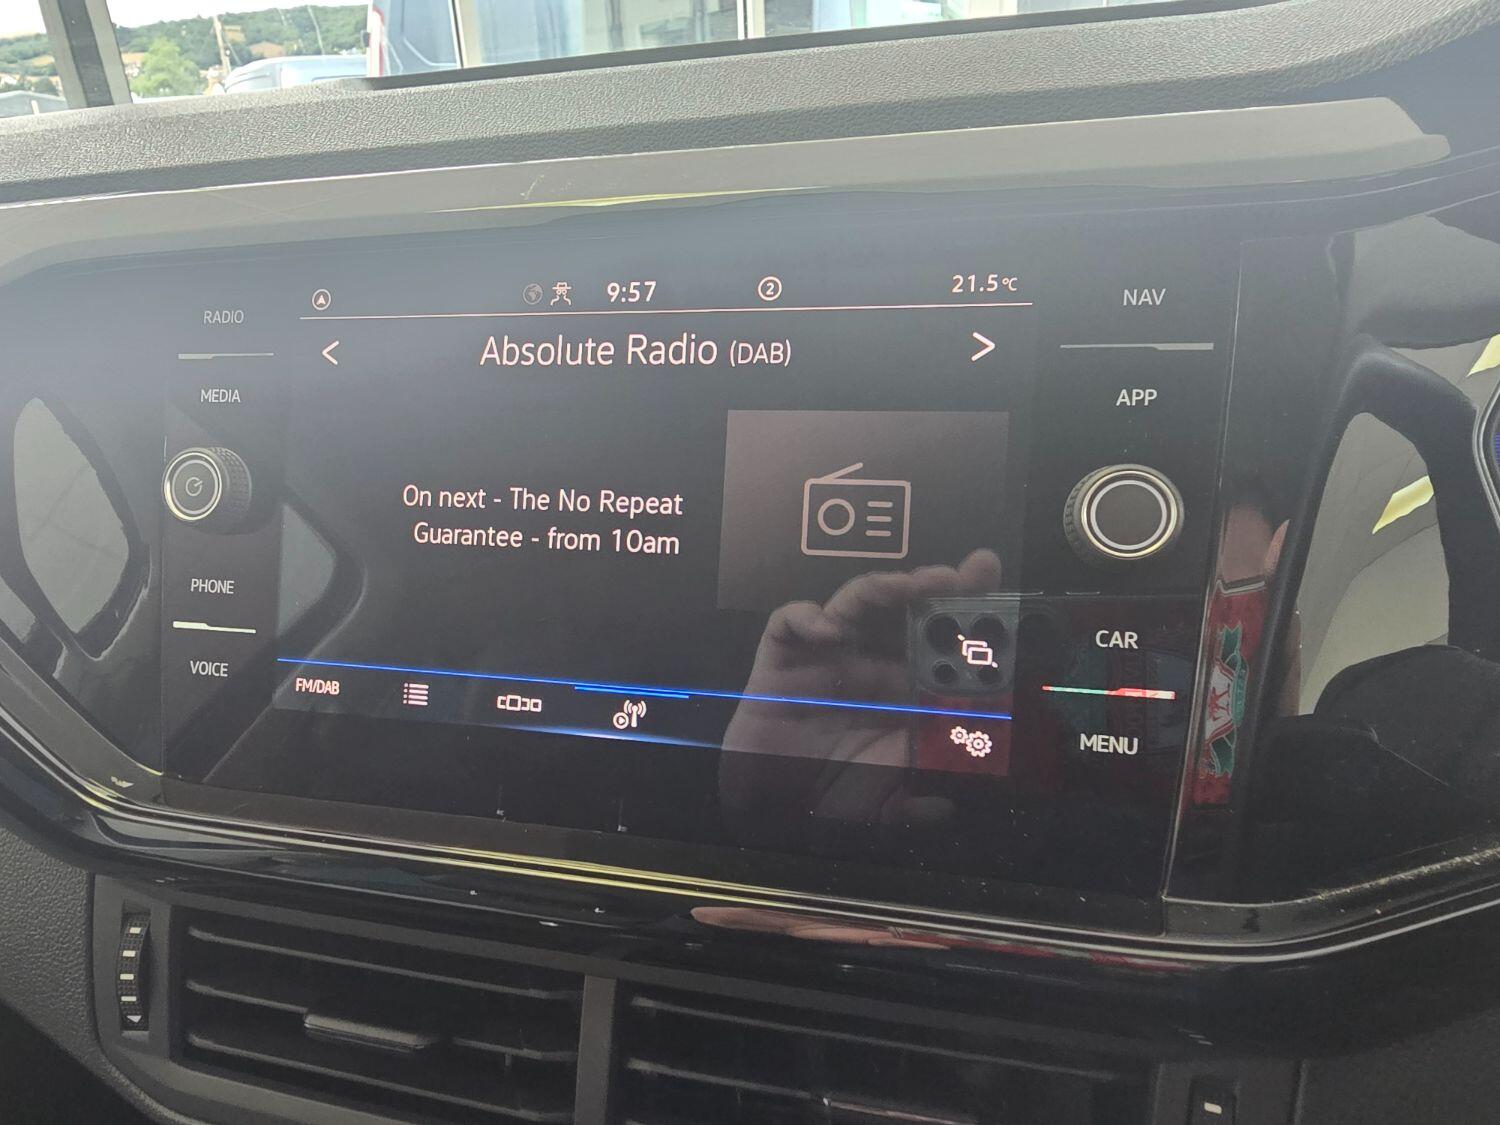 RADIO
MEDIA
PHONE
VOICE
9:57
2
21.5°C
< Absolute Radio (DAB) >
On next - The No Repeat
Guarantee - from 10am
FM/DAB
NAV
APP
CAR
MENU